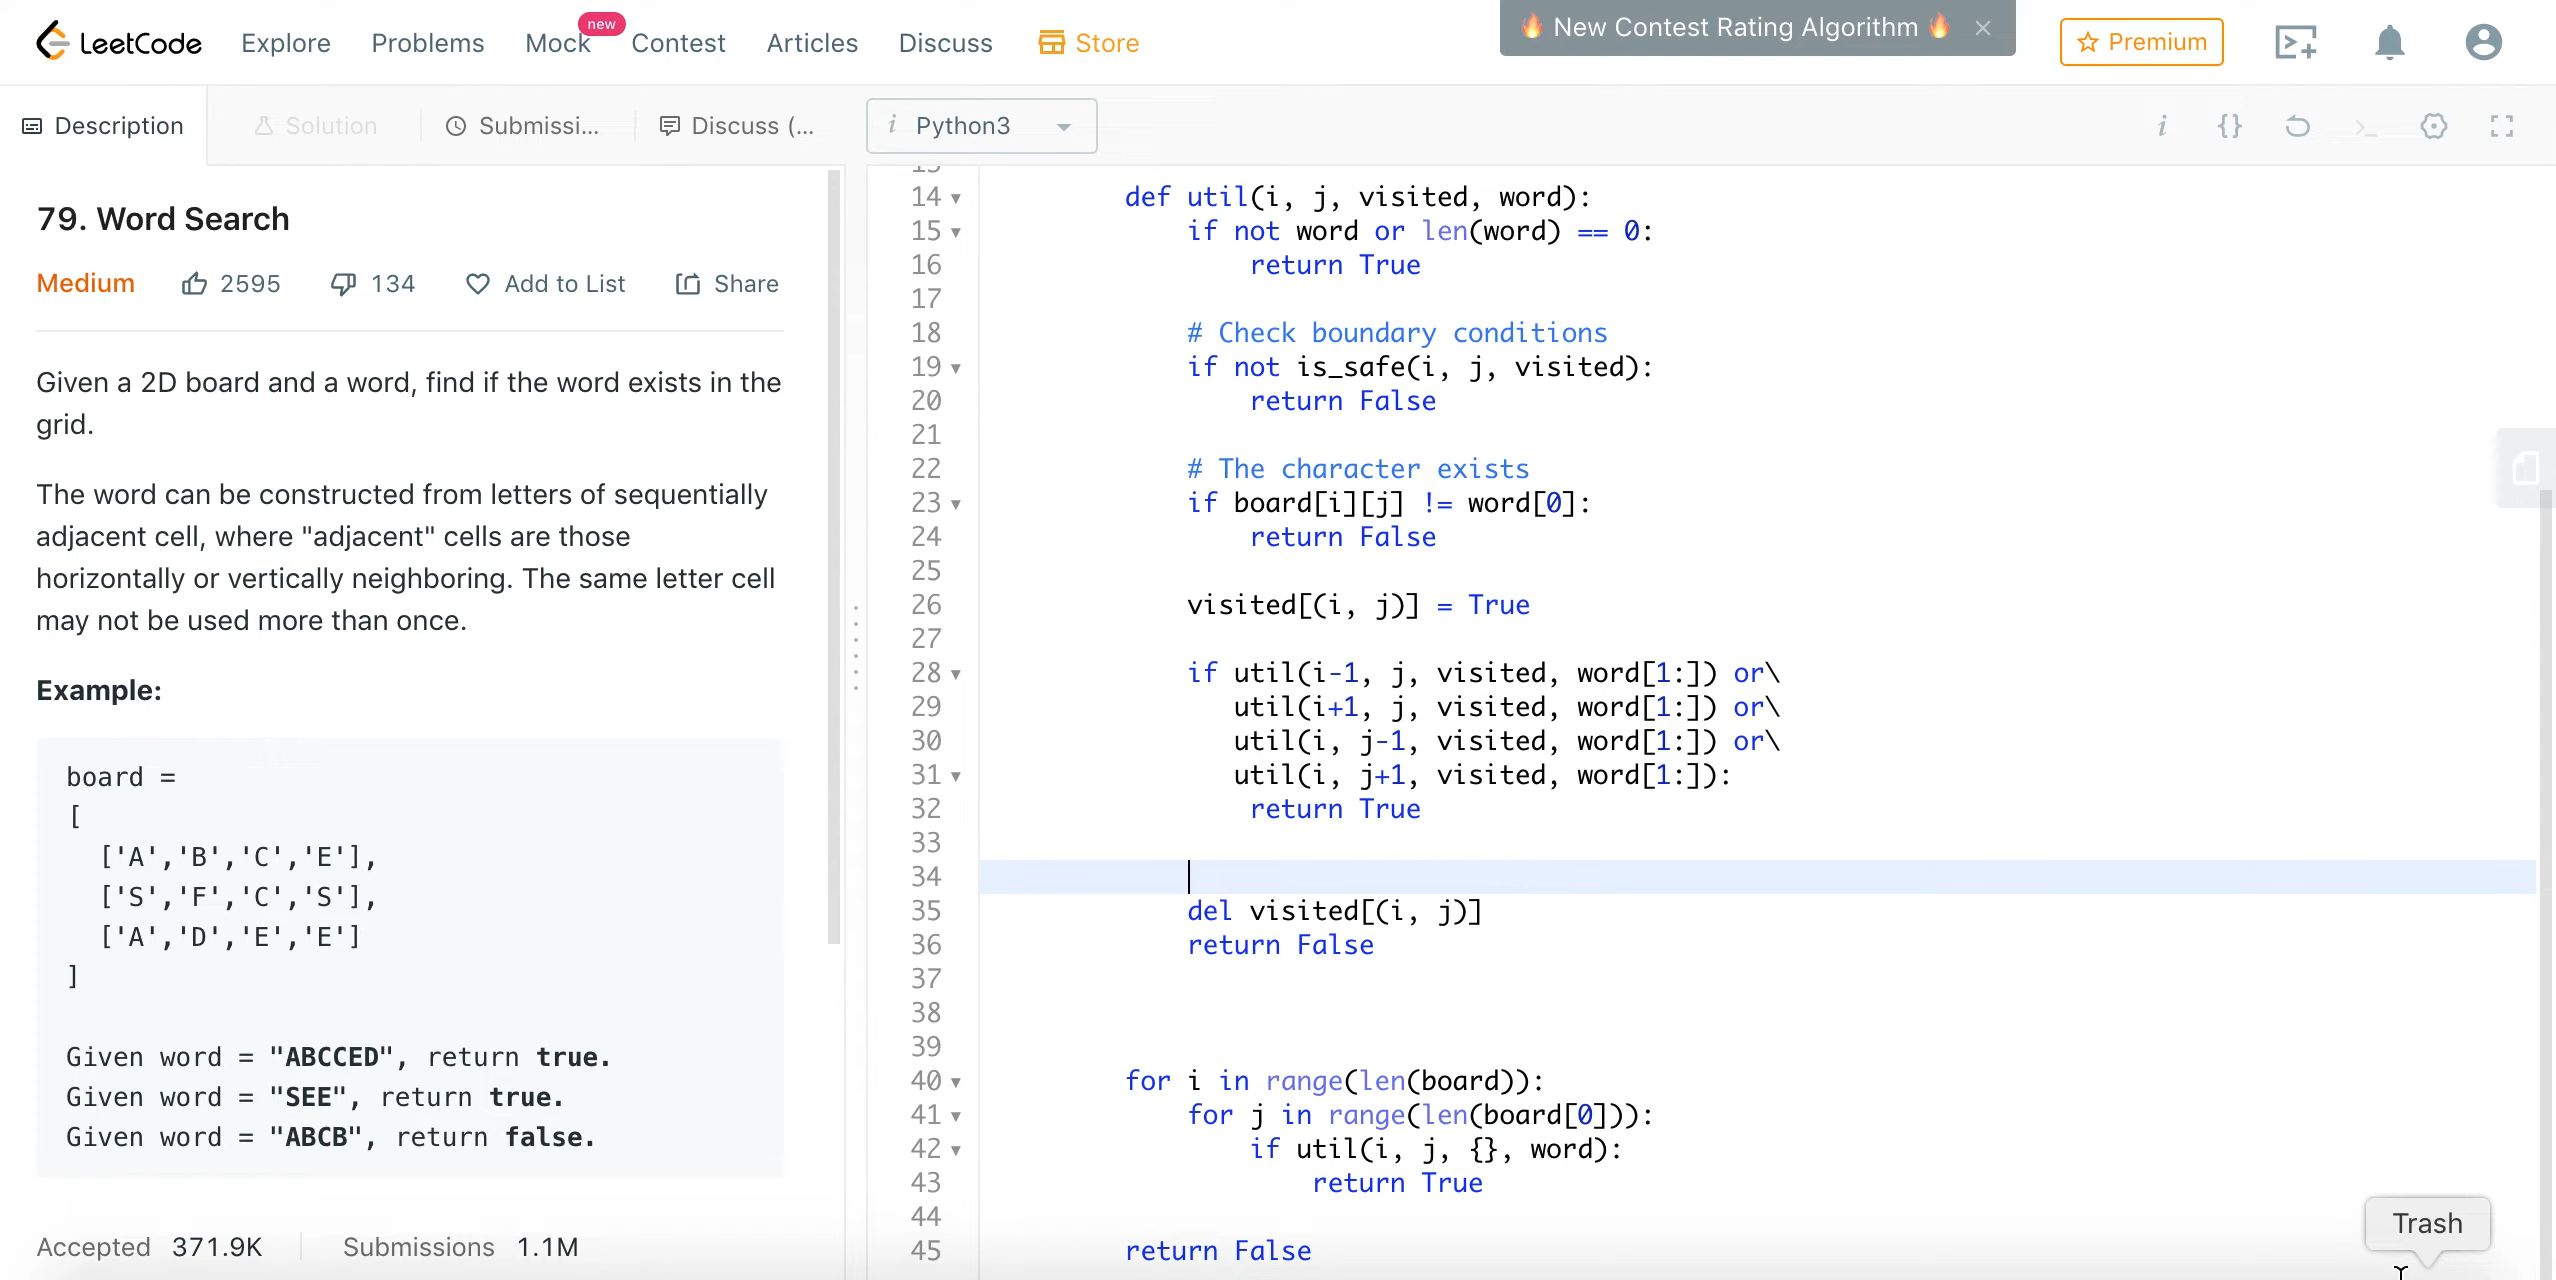 LeetCode Explore Problems Mock new Contest Articles Discuss Store 🔥 New Contest Rating Algorithm 🔥 × Premium
Description Solution Submissi... Discuss (... i Python3 i {} >_
79. Word Search
Medium 2595 134 Add to List Share
Given a 2D board and a word, find if the word exists in the
grid.
The word can be constructed from letters of sequentially
adjacent cell, where "adjacent" cells are those
horizontally or vertically neighboring. The same letter cell
may not be used more than once.
Example:
board =
[
  ['A','B','C','E'],
  ['S','F','C','S'],
  ['A','D','E','E']
]
Given word = "ABCCED", return true.
Given word = "SEE", return true.
Given word = "ABCB", return false.
Accepted 371.9K Submissions 1.1M
14 def util(i, j, visited, word):
15     if not word or len(word) == 0:
16         return True
17
18     # Check boundary conditions
19     if not is_safe(i, j, visited):
20         return False
21
22     # The character exists
23     if board[i][j] != word[0]:
24         return False
25
26     visited[(i, j)] = True
27
28     if util(i-1, j, visited, word[1:]) or\
29        util(i+1, j, visited, word[1:]) or\
30        util(i, j-1, visited, word[1:]) or\
31        util(i, j+1, visited, word[1:]):
32         return True
33
34
35     del visited[(i, j)]
36     return False
37
38
39
40 for i in range(len(board)):
41     for j in range(len(board[0])):
42         if util(i, j, {}, word):
43             return True
44
45 return False
Trash